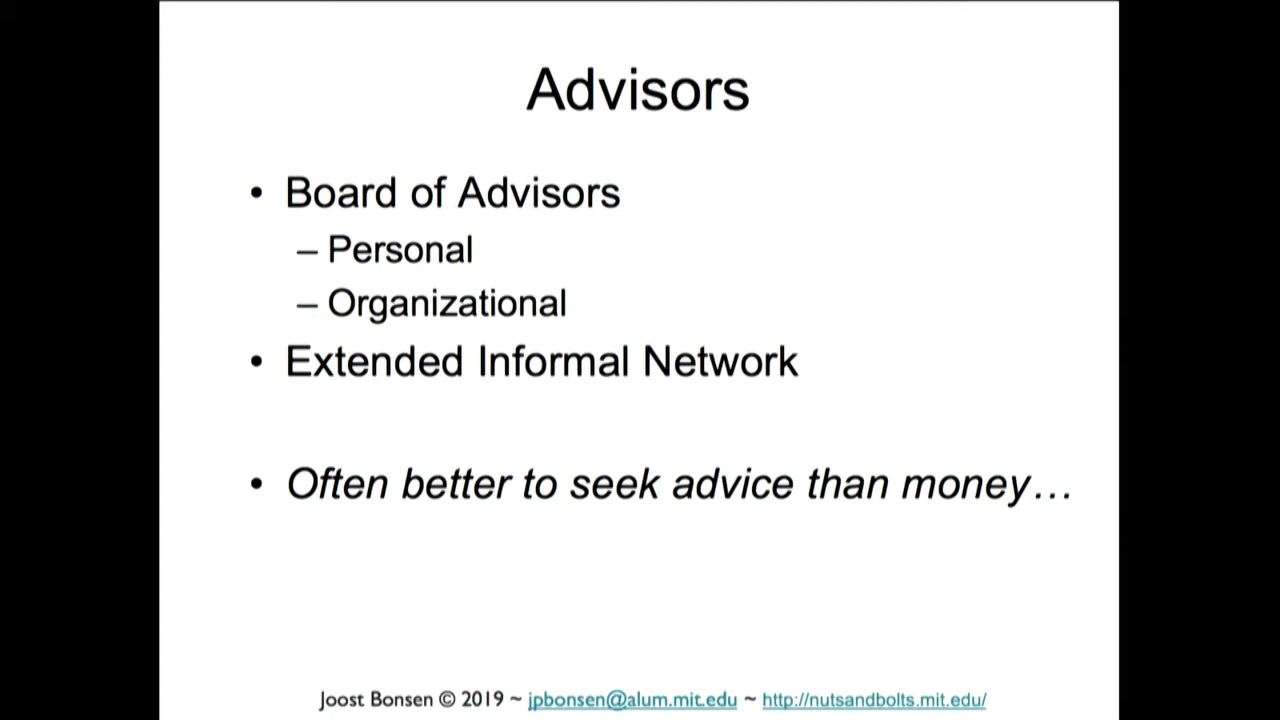 Advisors
• Board of Advisors
– Personal
– Organizational
• Extended Informal Network
• Often better to seek advice than money…
Joost Bonsen © 2019 ~ jpbonsen@alum.mit.edu ~ http://nutsandbolts.mit.edu/